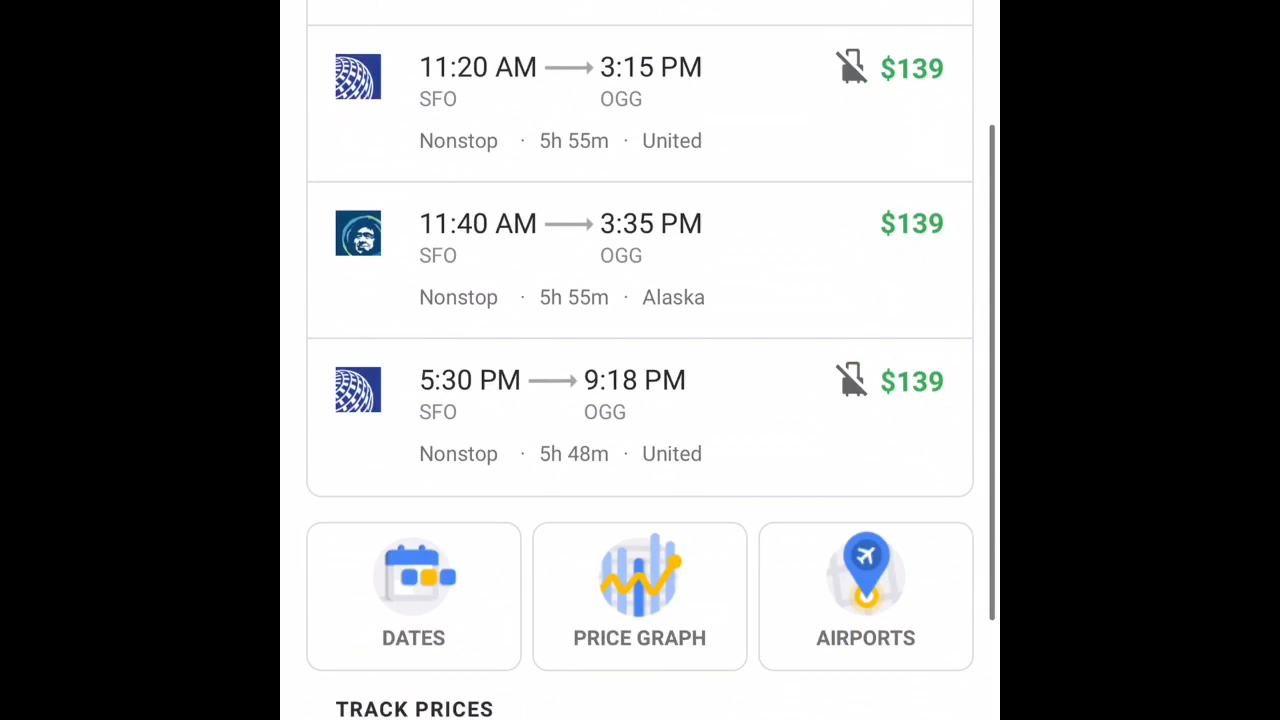 11:20 AM 3:15 PM $139
SFO OGG
Nonstop · 5h 55m · United
11:40 AM 3:35 PM $139
SFO OGG
Nonstop · 5h 55m · Alaska
5:30 PM 9:18 PM $139
SFO OGG
Nonstop · 5h 48m · United
DATES PRICE GRAPH AIRPORTS
TRACK PRICES